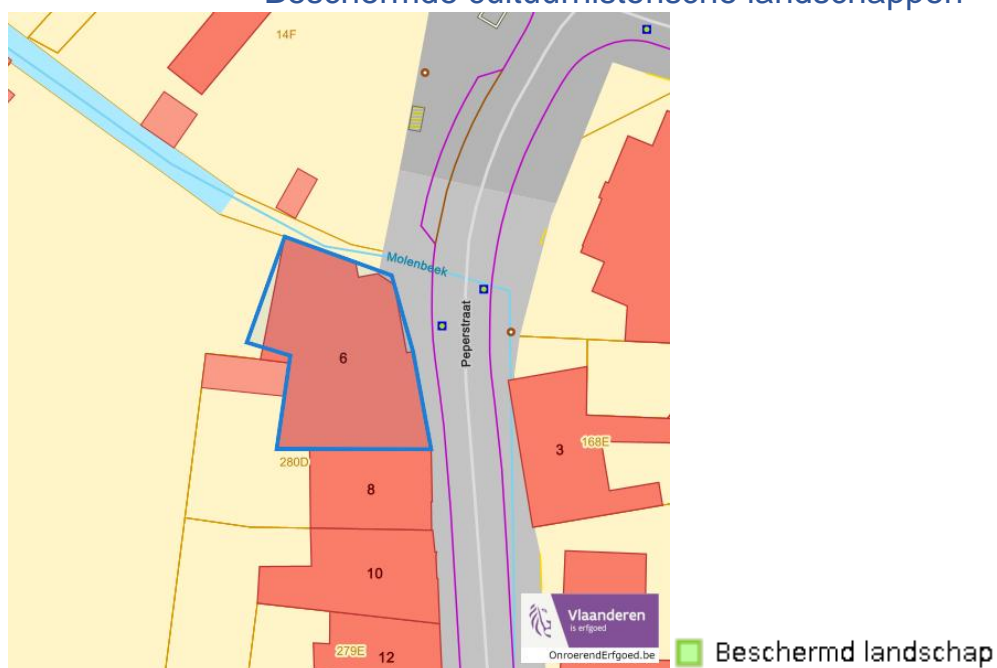 Beschermde cultuurhistorische landschappen
14F
Molenbeek
Peperstraat
6
3
168E
280D
8
10
279E
12
Vlaanderen
is erfgoed
OnroerendErfgoed.be
Beschermd landschap